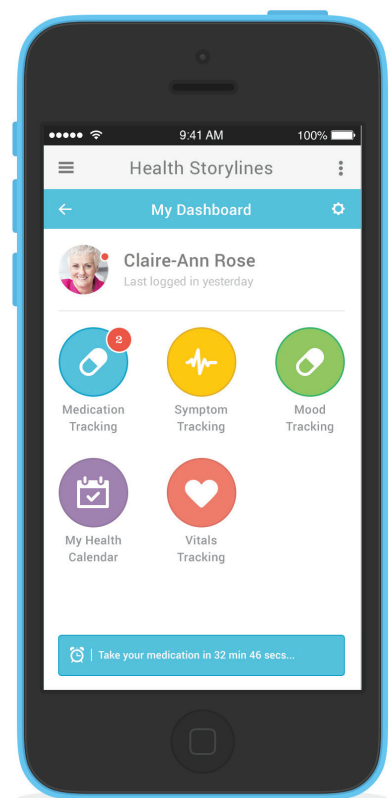 9:41 AM
100%
Health Storylines
My Dashboard
Claire-Ann Rose
Last logged in yesterday
2
Medication
Tracking
Symptom
Tracking
Mood
Tracking
My Health
Calendar
Vitals
Tracking
Take your medication in 32 min 46 secs...